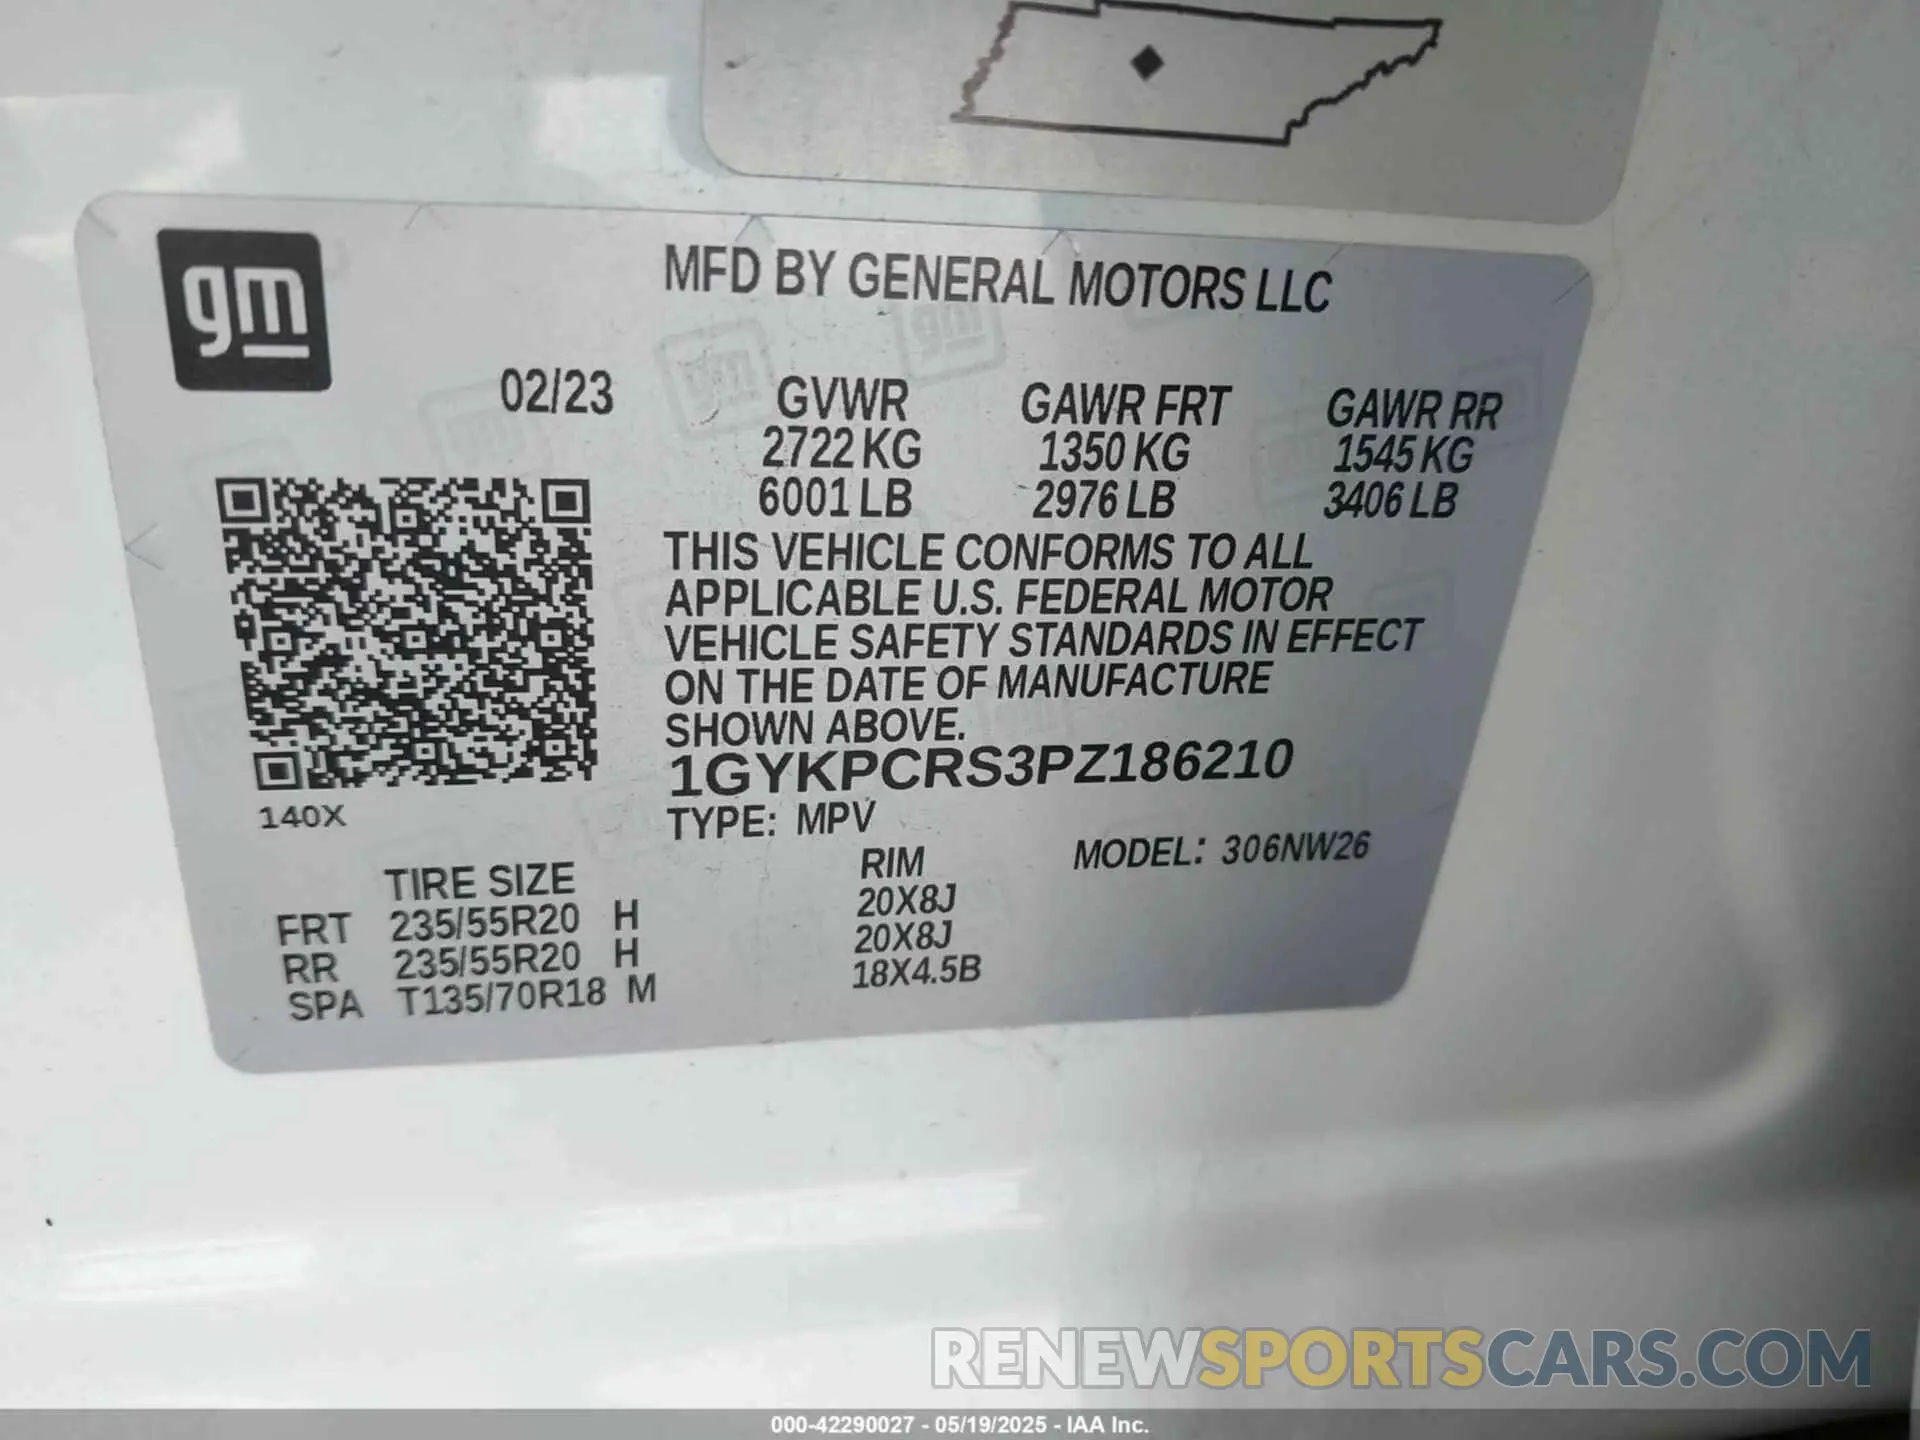 gm
MFD BY GENERAL MOTORS LLC
02/23
GVWR GAWR FRT GAWR RR
2722 KG 1350 KG 1545 KG
6001 LB 2976 LB 3406 LB
THIS VEHICLE CONFORMS TO ALL
APPLICABLE U.S. FEDERAL MOTOR
VEHICLE SAFETY STANDARDS IN EFFECT
ON THE DATE OF MANUFACTURE
SHOWN ABOVE.
1GYKPCRS3PZ186210
140X
TYPE: MPV
MODEL: 306NW26
TIRE SIZE RIM
FRT 235/55R20 H 20X8J
RR 235/55R20 H 20X8J
SPA T135/70R18 M 18X4.5B
RENEWSPORTSCARS.COM
000-42290027 - 05/19/2025 - IAA Inc.